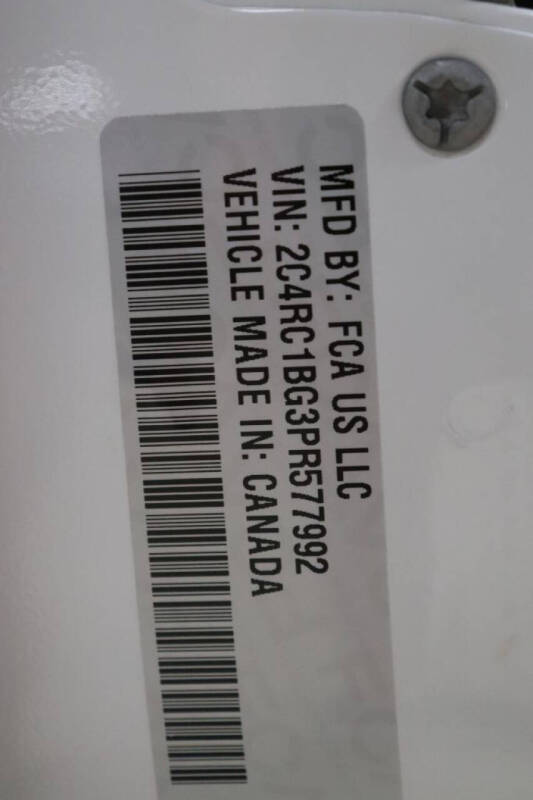 MFD BY: FCA US LLC
VIN: 2C4RC1BG3PR577992
VEHICLE MADE IN: CANADA